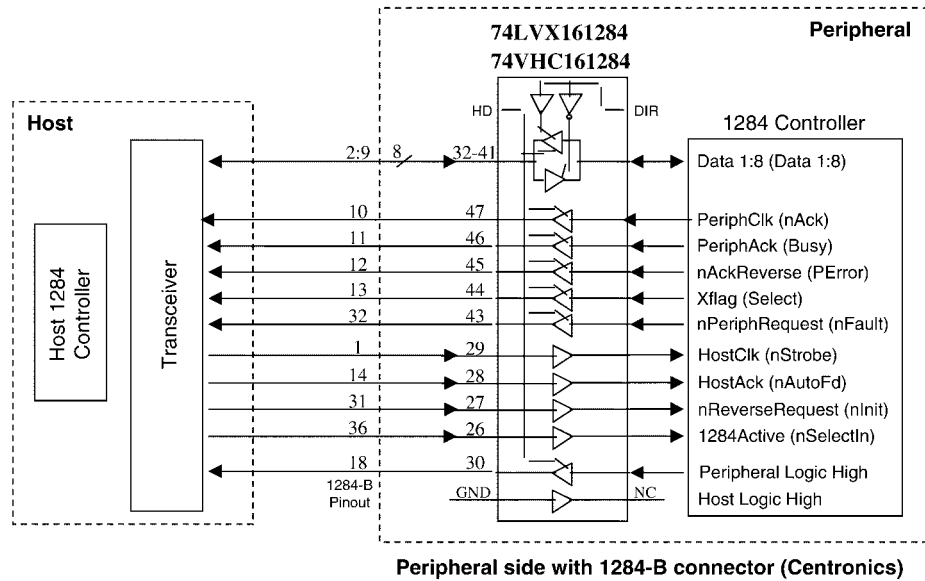 74LVX161284
74VHC161284
Peripheral
Host
HD
DIR
1284 Controller
2:9 8 32-41 Data 1:8 (Data 1:8)
10 47 PeriphClk (nAck)
11 46 PeriphAck (Busy)
12 45 nAckReverse (PError)
13 44 Xflag (Select)
32 43 nPeriphRequest (nFault)
1 29 HostClk (nStrobe)
14 28 HostAck (nAutoFd)
31 27 nReverseRequest (nInit)
36 26 1284Active (nSelectIn)
18 30 Peripheral Logic High
GND NC Host Logic High
1284-B
Pinout
Host 1284
Controller
Transceiver
Peripheral side with 1284-B connector (Centronics)